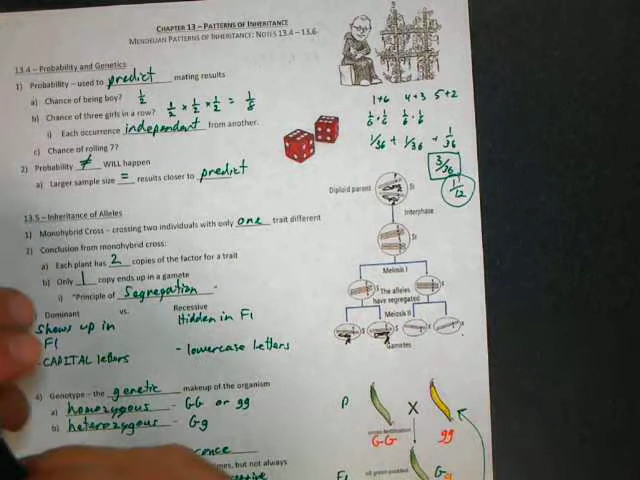 CHAPTER 13 – PATTERNS OF INHERITANCE
MENDELIAN PATTERNS OF INHERITANCE: NOTES 13.4 – 13.6
13.4 – Probability and Genetics
1) Probability – used to predict mating results
a) Chance of being boy? 1/2
b) Chance of three girls in a row? 1/2 × 1/2 × 1/2 = 1/8
i) Each occurrence independent from another.
c) Chance of rolling 7?
1+6 4+3 5+2
1/6 · 1/6 1/6 · 1/6
1/36 + 1/36 + 1/36
3/36
1/12
2) Probability ≠ WILL happen
a) Larger sample size = results closer to predict
13.5 – Inheritance of Alleles
1) Monohybrid Cross – crossing two individuals with only one trait different
2) Conclusion from monohybrid cross:
a) Each plant has 2 copies of the factor for a trait
b) Only 1 copy ends up in a gamete
i) "Principle of Segregation
Dominant vs. Recessive
Shows up in F1
Hidden in F1
- CAPITAL letters
- lowercase letters
4) Genotype – the genetic makeup of the organism
a) homozygous - GG or gg
b) heterozygous - Gg
times, but not always
Diploid parent
Interphase
Meiosis I
The alleles
have segregated
Meiosis II
Gametes
P X
GG gg
F1
G